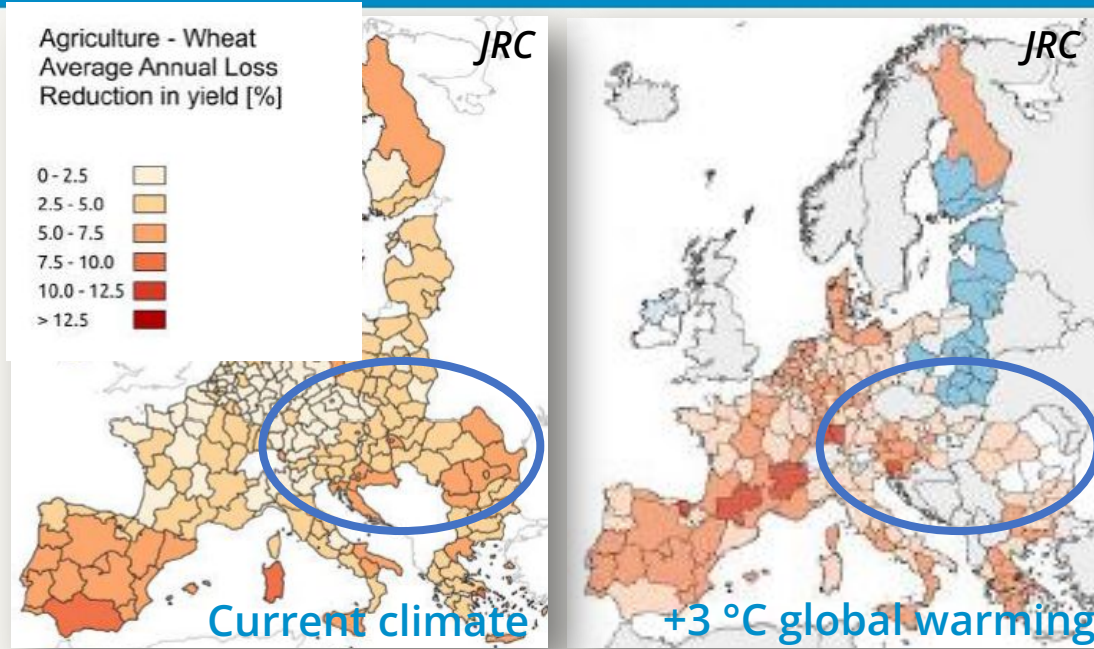 Agriculture - Wheat
Average Annual Loss
Reduction in yield [%]
0 - 2.5
2.5 - 5.0
5.0 - 7.5
7.5 - 10.0
10.0 - 12.5
> 12.5
JRC
Current climate
JRC
+3 °C global warming